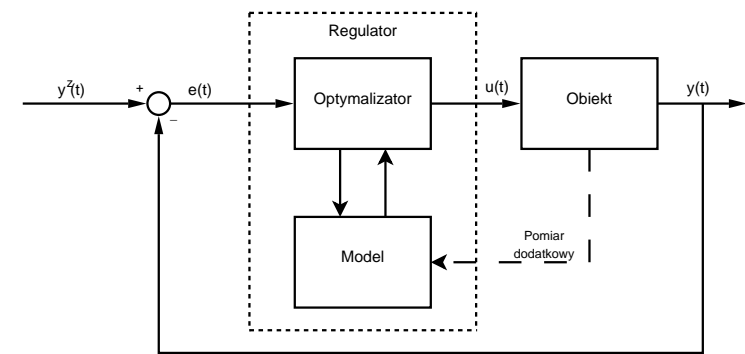 Regulator
y^z(t)
+
−
e(t)
Optymalizator
u(t)
Obiekt
y(t)
Model
Pomiar
dodatkowy